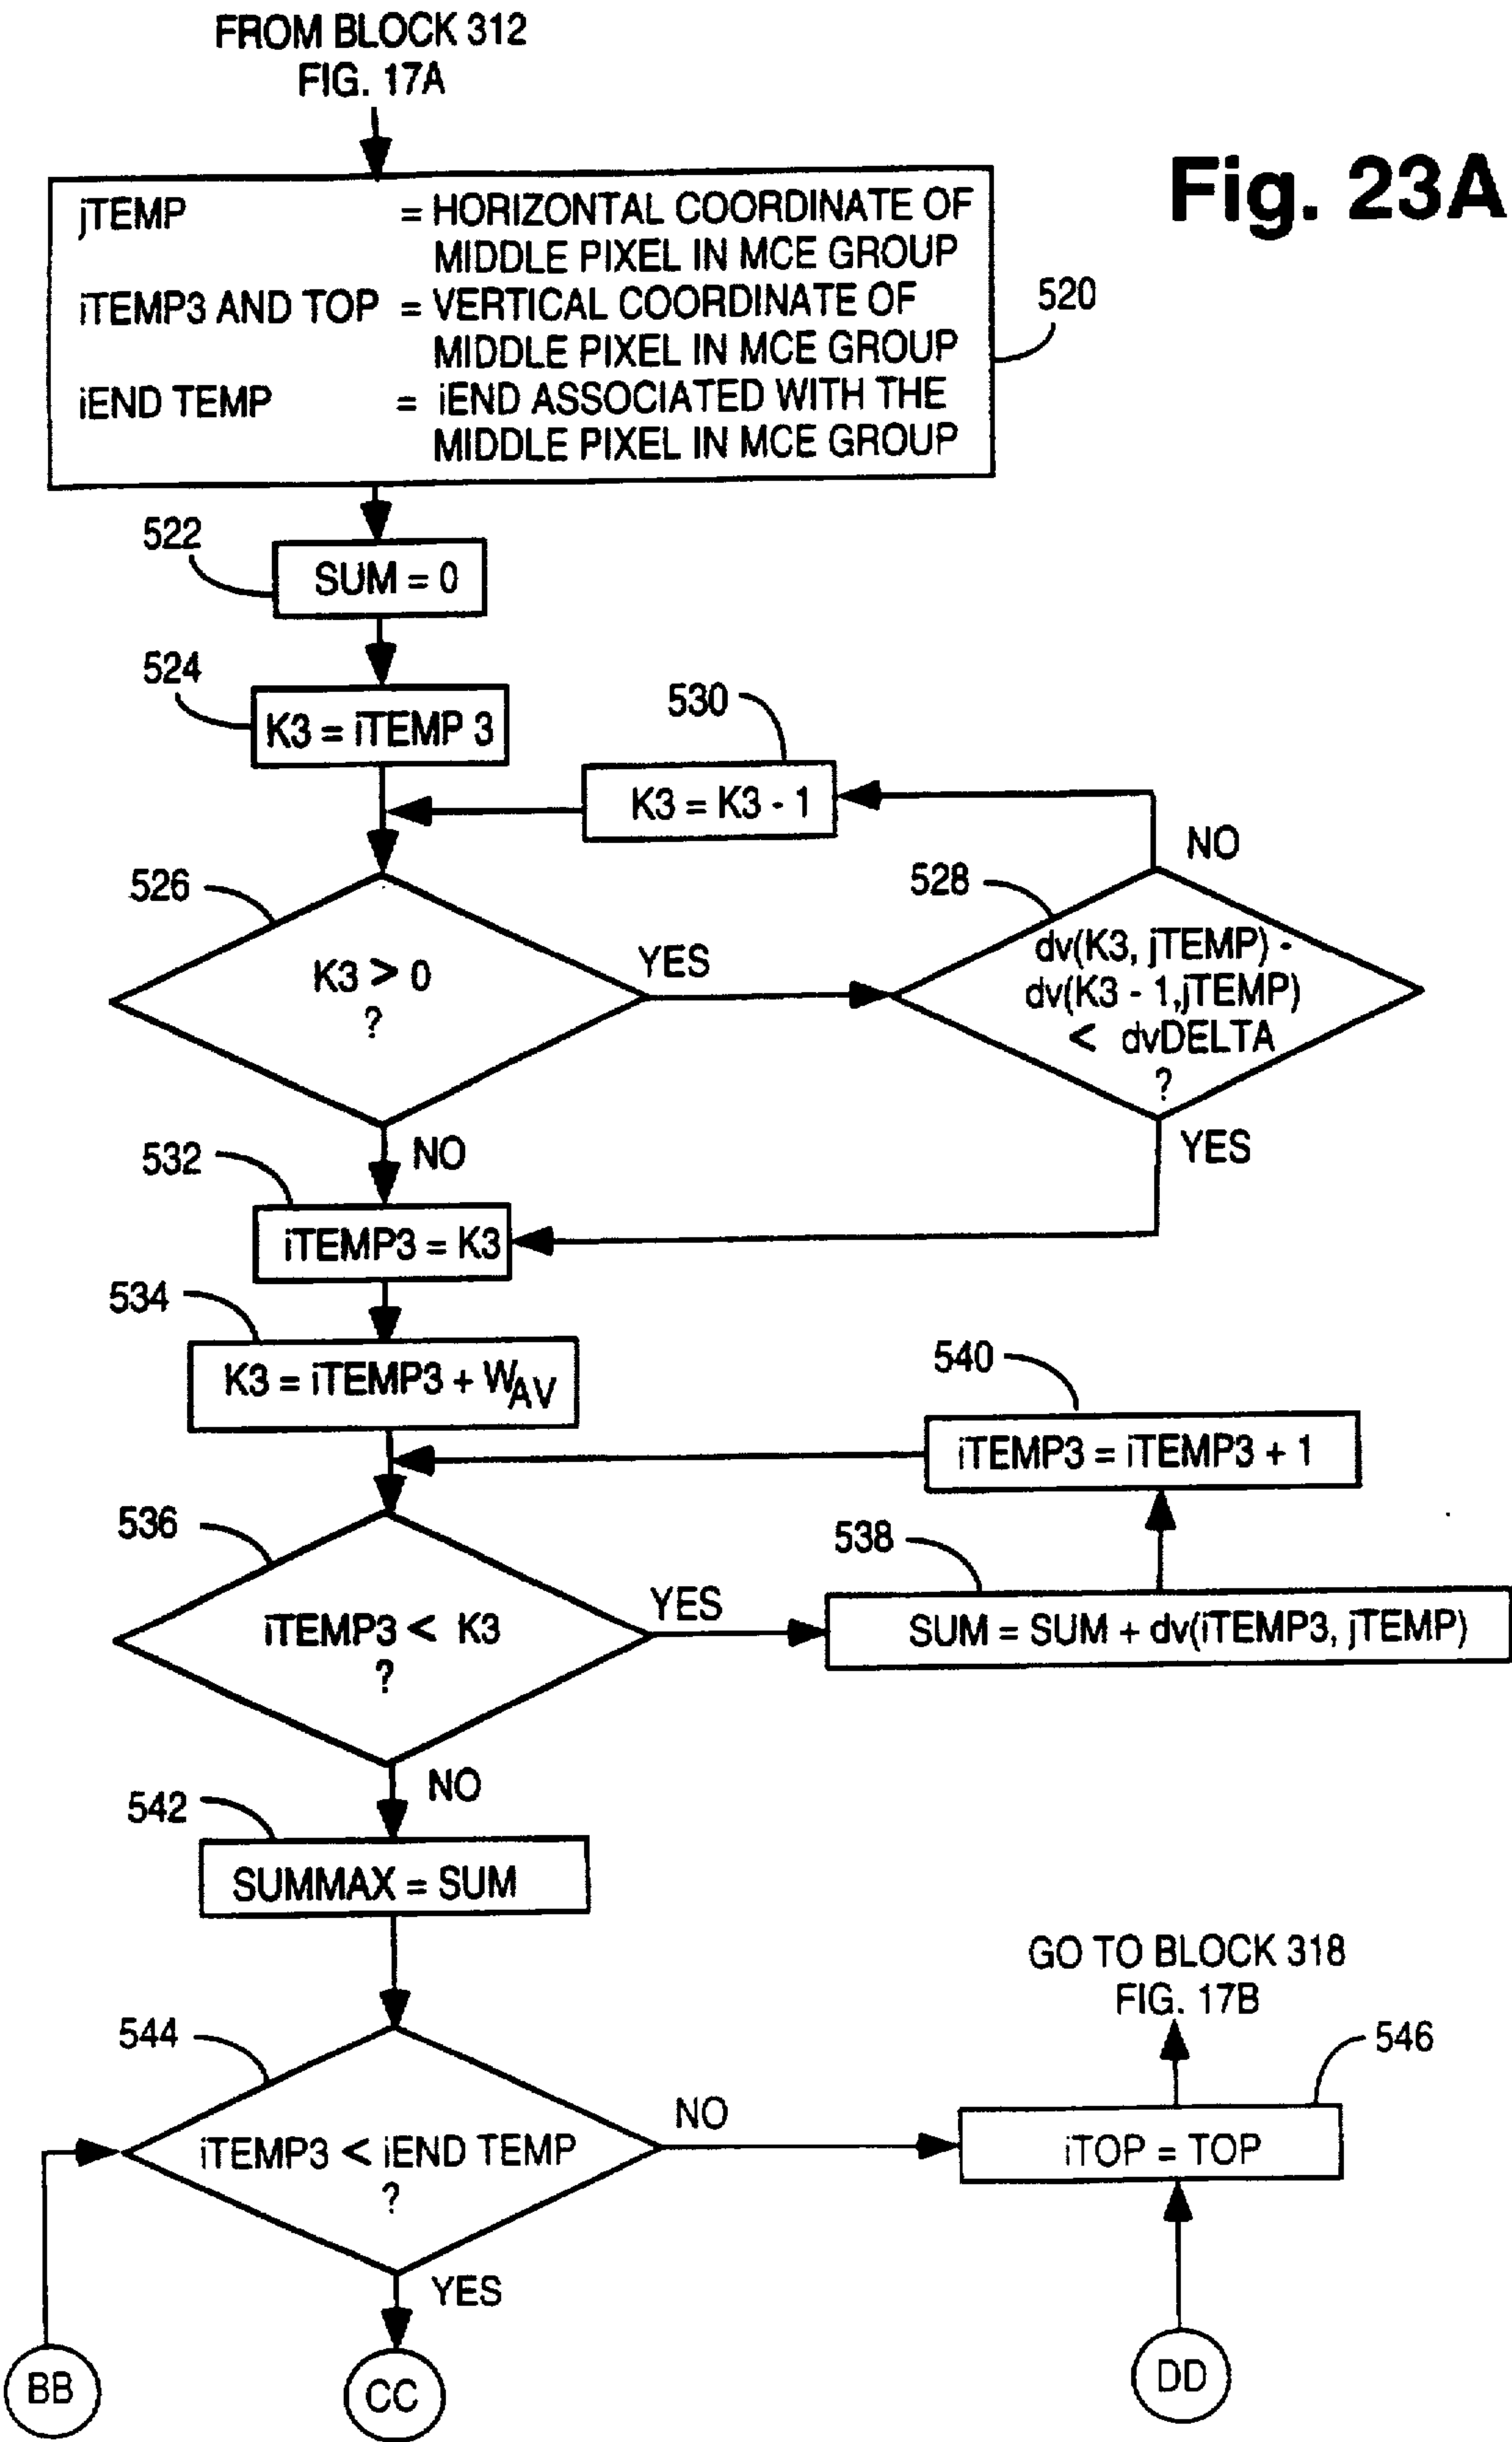 FROM BLOCK 312
FIG. 17A
Fig. 23A
jTEMP = HORIZONTAL COORDINATE OF
MIDDLE PIXEL IN MCE GROUP
iTEMP3 AND TOP = VERTICAL COORDINATE OF
MIDDLE PIXEL IN MCE GROUP
iEND TEMP = iEND ASSOCIATED WITH THE
MIDDLE PIXEL IN MCE GROUP
520
522
SUM = 0
524
K3 = iTEMP 3
530
K3 = K3 - 1
NO
526
K3 > 0
?
YES
528
dv(K3, jTEMP) -
dv(K3 - 1,jTEMP)
< dvDELTA
?
YES
NO
532
iTEMP3 = K3
534
K3 = iTEMP3 + WAV
540
iTEMP3 = iTEMP3 + 1
536
iTEMP3 < K3
?
YES
538
SUM = SUM + dv(iTEMP3, jTEMP)
NO
542
SUMMAX = SUM
GO TO BLOCK 318
FIG. 17B
544
iTEMP3 < iEND TEMP
?
NO
546
iTOP = TOP
YES
BB
CC
DD